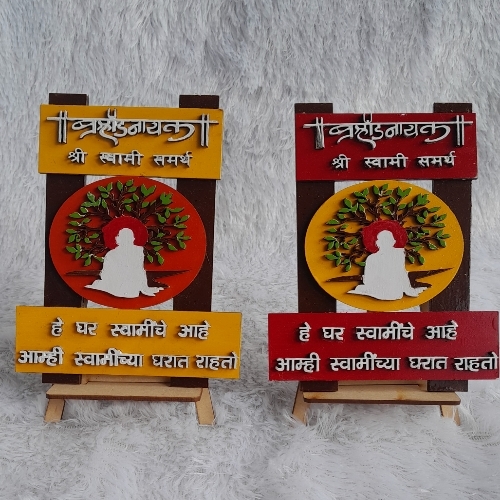 ब्रह्मांडनायक
श्री स्वामी समर्थ
हे घर स्वामींचे आहे
आम्ही स्वामींच्या घरात राहतो
ब्रह्मांडनायक
श्री स्वामी समर्थ
हे घर स्वामींचे आहे
आम्ही स्वामींच्या घरात राहतो